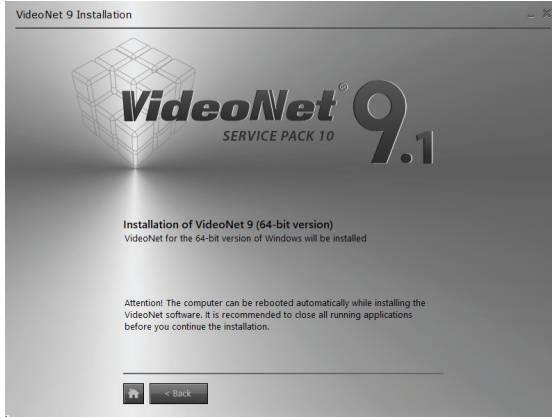 VideoNet 9 Installation
VideoNet® 9.1
SERVICE PACK 10
Installation of VideoNet 9 (64-bit version)
VideoNet for the 64-bit version of Windows will be installed
Attention! The computer can be rebooted automatically while installing the
VideoNet software. It is recommended to close all running applications
before you continue the installation.
< Back